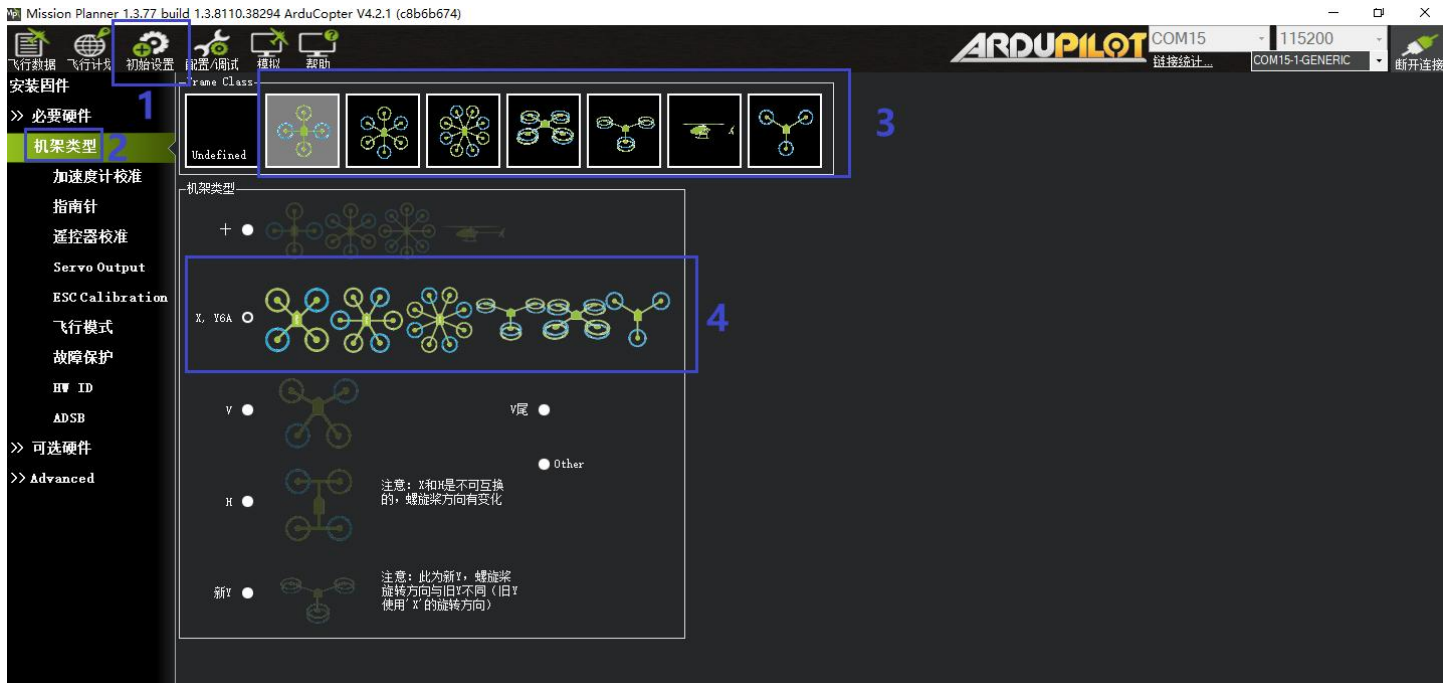 Mission Planner 1.3.77 build 1.3.8110.38294 ArduCopter V4.2.1 (c8b6b674)
飞行数据 飞行计划 初始设置 配置/调试 模拟 帮助
ARDUPILOT
COM15 115200
链接统计... COM15-1-GENERIC 断开连接
安装固件
>> 必要硬件
机架类型
加速度计校准
指南针
遥控器校准
Servo Output
ESC Calibration
飞行模式
故障保护
HW ID
ADSB
>> 可选硬件
>> Advanced
1
2
Frame Class
Undefined
3
机架类型
十
X, Y6A
4
V
V尾
Other
H
注意: X和H是不可互换
的, 螺旋桨方向有变化
新Y
注意: 此为新Y, 螺旋桨
旋转方向与旧Y不同 (旧Y
使用'X'的旋转方向)